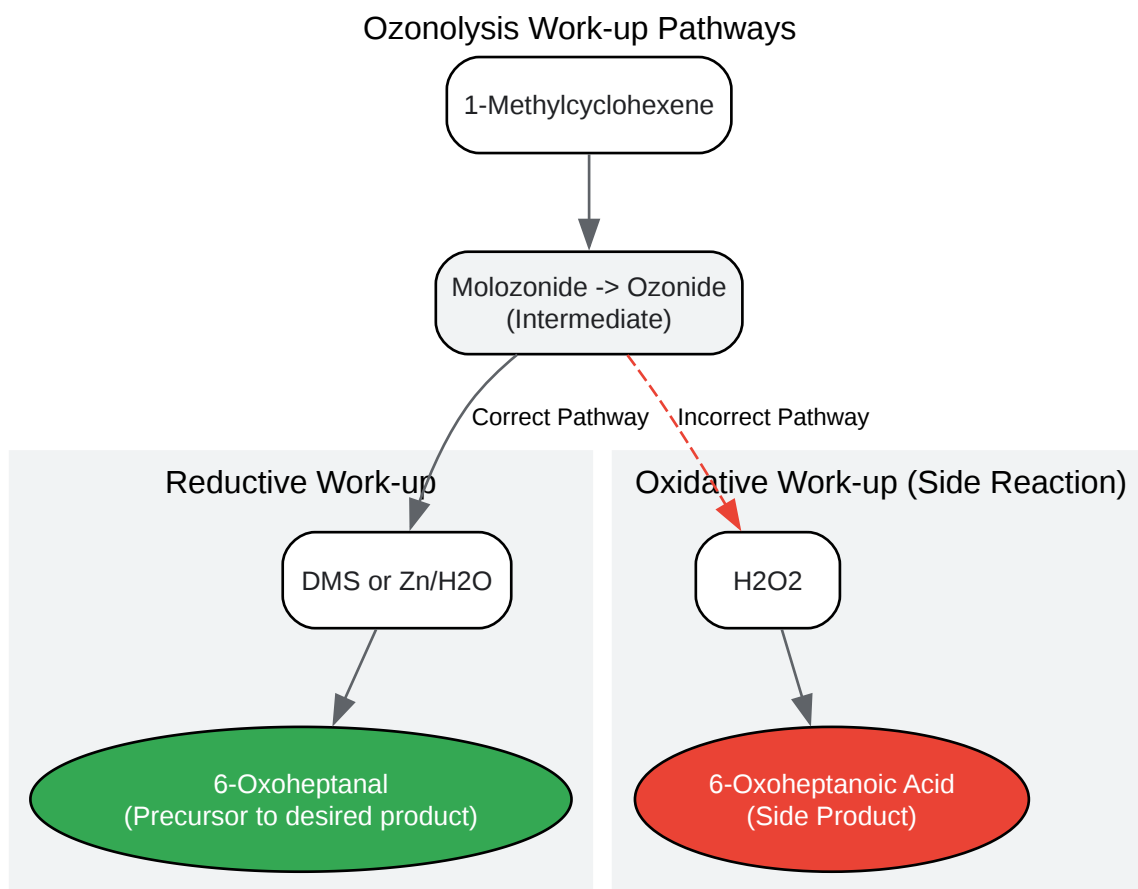 Ozonolysis Work-up Pathways
1-Methylcyclohexene
Molozonide -> Ozonide
(Intermediate)
Correct Pathway
Incorrect Pathway
Reductive Work-up
Oxidative Work-up (Side Reaction)
DMS or Zn/H2O
H2O2
6-Oxoheptanal
(Precursor to desired product)
6-Oxoheptanoic Acid
(Side Product)